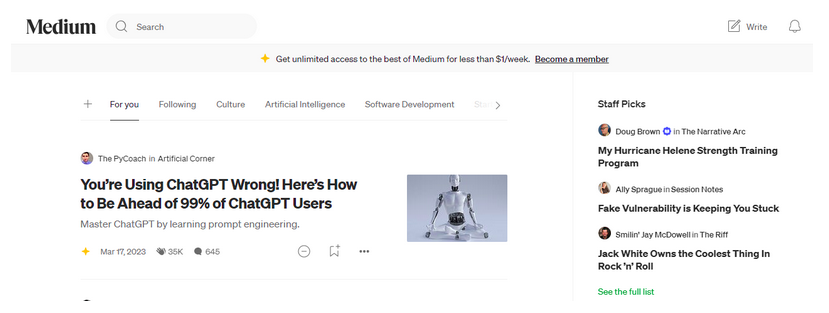 Medium
Search
Write
Get unlimited access to the best of Medium for less than $1/week. Become a member
For you
Following
Culture
Artificial Intelligence
Software Development
The PyCoach in Artificial Corner
You're Using ChatGPT Wrong! Here's How
to Be Ahead of 99% of ChatGPT Users
Master ChatGPT by learning prompt engineering.
Mar 17, 2023
35K
645
Staff Picks
Doug Brown in The Narrative Arc
My Hurricane Helene Strength Training
Program
Ally Sprague in Session Notes
Fake Vulnerability is Keeping You Stuck
Smilin' Jay McDowell in The Riff
Jack White Owns the Coolest Thing In
Rock 'n' Roll
See the full list